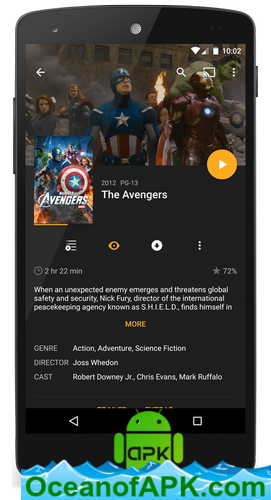 10:02
MARVEL
AVENGERS
2012 PG-13
The Avengers
2 hr 22 min
72%
When an unexpected enemy emerges and threatens global
safety and security, Nick Fury, director of the international
peacekeeping agency known as S.H.I.E.L.D., finds himself in
MORE
GENRE Action, Adventure, Science Fiction
DIRECTOR Joss Whedon
CAST Robert Downey Jr., Chris Evans, Mark Ruffalo
TRAILER EXTRAS
APK
OceanofAPK.com